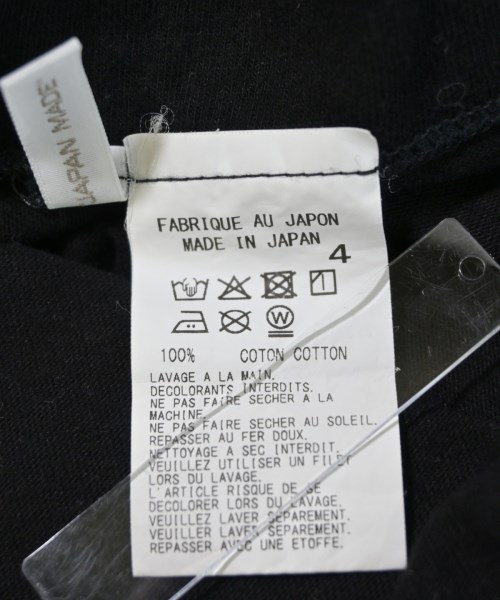 JAPAN MADE
FABRIQUE AU JAPON
MADE IN JAPAN
4
W
100% COTON COTTON
LAVAGE A LA MAIN.
DECOLORANTS INTERDITS.
NE PAS FAIRE SECHER A LA
MACHINE.
NE PAS FAIRE SECHER AU SOLEIL.
REPASSER AU FER DOUX.
NETTOYAGE A SEC INTERDIT.
VEUILLEZ UTILISER UN FILET
LORS DU LAVAGE.
L'ARTICLE RISQUE DE SE
DECOLORER LORS DU LAVAGE.
VEUILLEZ LAVER SEPAREMENT.
VEUILLEZ LAVER SEPAREMENT.
REPASSER AVEC UNE ETOFFE.